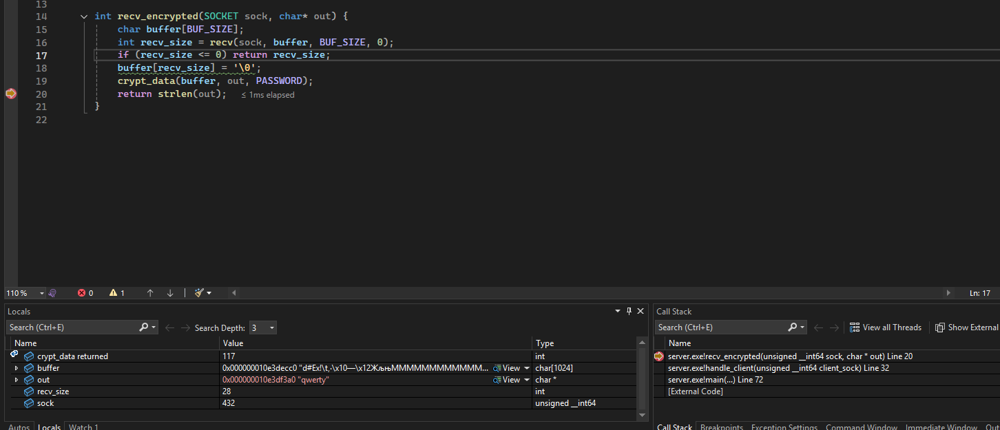 13
14 int recv_encrypted(SOCKET sock, char* out) {
15 char buffer[BUF_SIZE];
16 int recv_size = recv(sock, buffer, BUF_SIZE, 0);
17 if (recv_size <= 0) return recv_size;
18 buffer[recv_size] = '\0';
19 crypt_data(buffer, out, PASSWORD);
20 return strlen(out); ≤ 1ms elapsed
21 }
22
110 % 0 1 Ln: 17
Locals
Search (Ctrl+E) Search Depth: 3
Name Value Type
crypt_data returned 117 int
buffer 0x000000010e3decc0 "d#Ex!\t,·\x10—\x12ЖљњММММММММММММ... View char[1024]
out 0x000000010e3df3a0 "qwerty" View char *
recv_size 28 int
sock 432 unsigned __int64
Autos Locals Watch 1
Call Stack
Search (Ctrl+E) View all Threads Show External
Name
server.exe!recv_encrypted(unsigned __int64 sock, char * out) Line 20
server.exe!handle_client(unsigned __int64 client_sock) Line 32
server.exe!main(...) Line 72
[External Code]
Call Stack Breakpoints Exception Settings Command Window Immediate Window Out